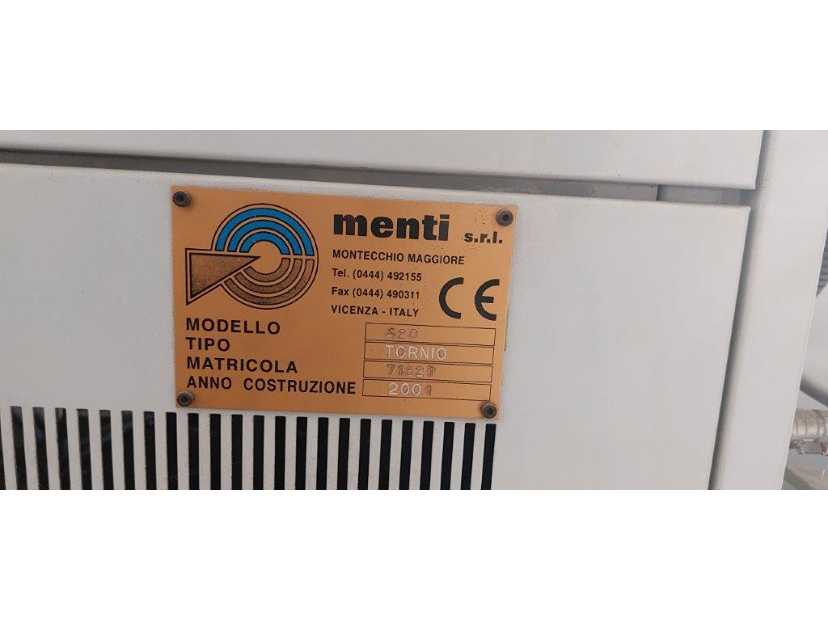 menti s.r.l.
MONTECCHIO MAGGIORE
Tel. (0444) 492155
Fax (0444) 490311
VICENZA - ITALY
CE
MODELLO
TIPO TORNIO
MATRICOLA
ANNO COSTRUZIONE